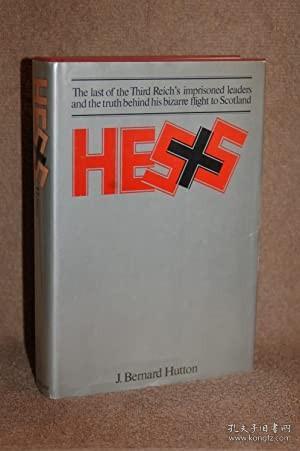 The last of the Third Reich's imprisoned leaders
and the truth behind his bizarre flight to Scotland
HESS
J. Bernard Hutton
HESS
孔夫子旧书网
www.kongfz.com